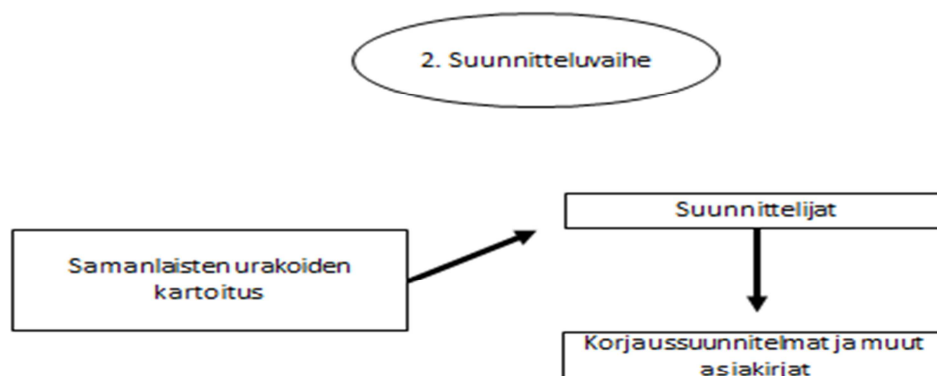 2. Suunnitteluvaihe
Suunnittelijat
Samanlaisten urakoiden
kartoitus
Korjaussuunnitelmat ja muut
asiakirjat